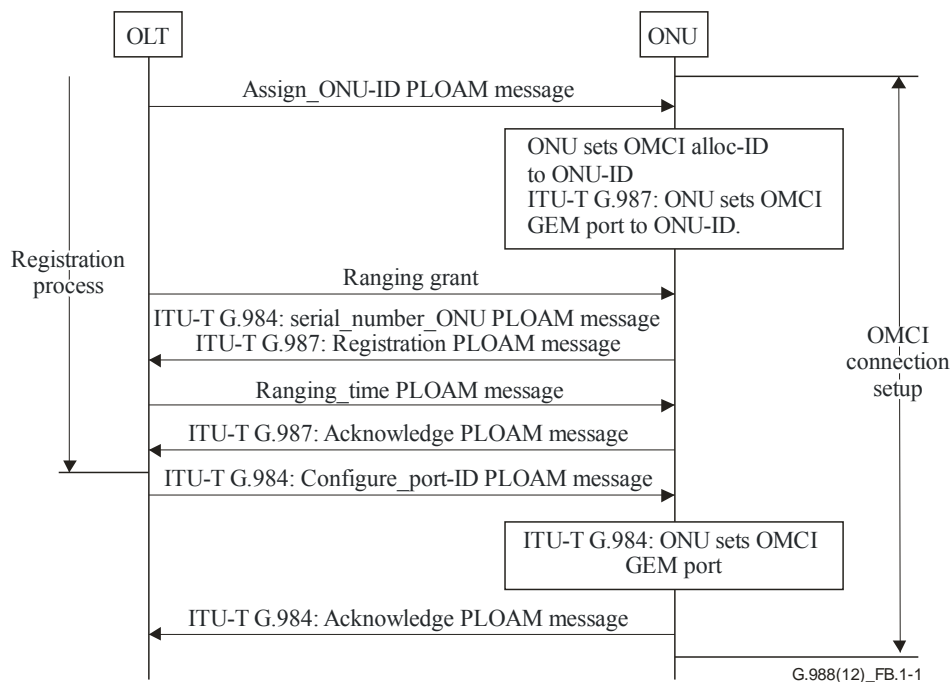 OLT
ONU
Assign_ONU-ID PLOAM message
ONU sets OMCI alloc-ID
to ONU-ID
ITU-T G.987: ONU sets OMCI
GEM port to ONU-ID.
Registration
process
Ranging grant
ITU-T G.984: serial_number_ONU PLOAM message
ITU-T G.987: Registration PLOAM message
OMCI
connection
setup
Ranging_time PLOAM message
ITU-T G.987: Acknowledge PLOAM message
ITU-T G.984: Configure_port-ID PLOAM message
ITU-T G.984: ONU sets OMCI
GEM port
ITU-T G.984: Acknowledge PLOAM message
G.988(12)_FB.1-1